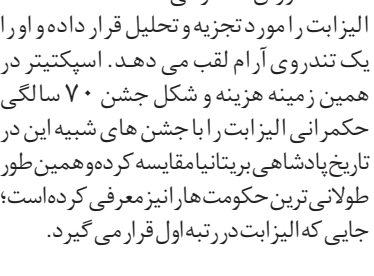 الیزابت را مورد تجزیه و تحلیل قرار داده و او را
یک تندروی آرام لقب می دهد. اسپکتیتر در
همین زمینه هزینه و شکل جشن ۷۰ سالگی
حکمرانی الیزابت را با جشن های شبیه این در
تاریخ پادشاهی بریتانیا مقایسه کرده و همین طور
طولانی ترین حکومت ها را نیز معرفی کرده است؛
جایی که الیزابت در رتبه اول قرار می گیرد.